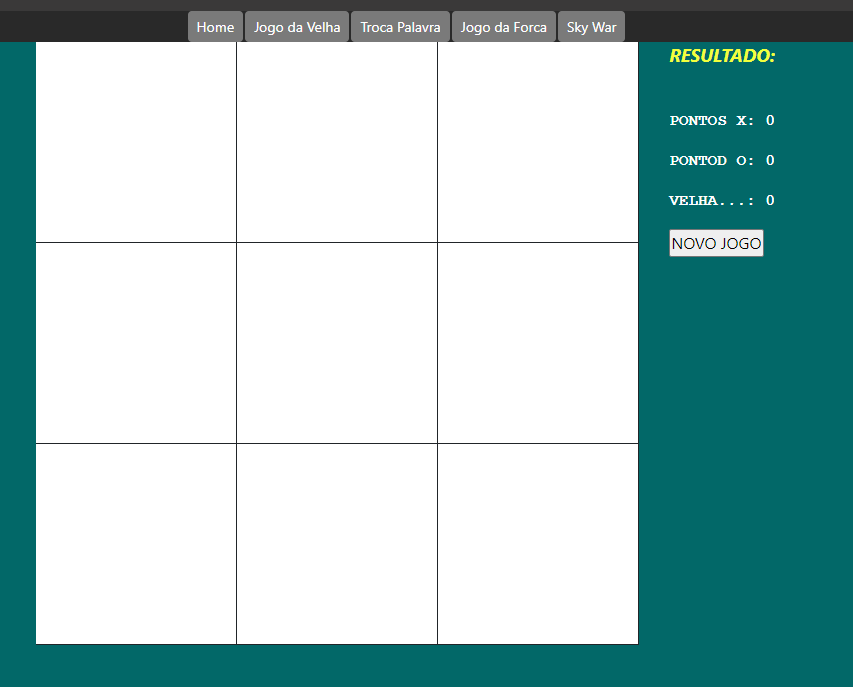 Home Jogo da Velha Troca Palavra Jogo da Forca Sky War
RESULTADO:
PONTOS X: 0
PONTOD O: 0
VELHA...: 0
NOVO JOGO